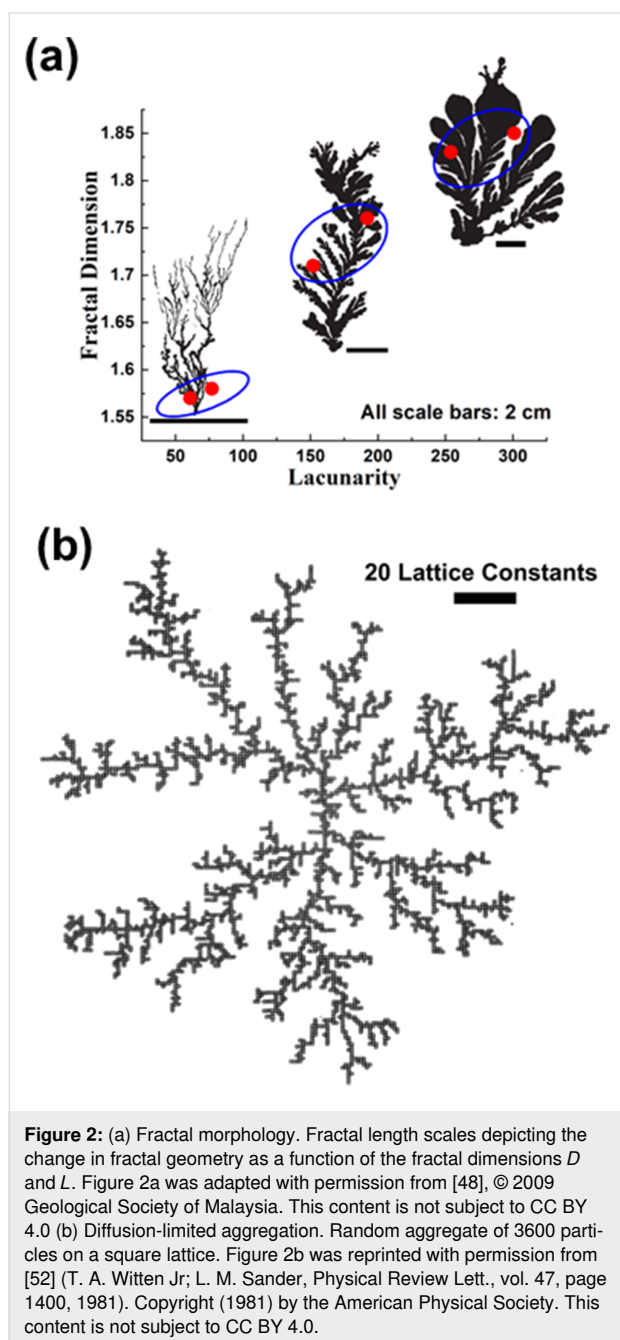 (a)
1.85
1.8
1.75
1.7
1.65
1.6
1.55
Fractal Dimension
All scale bars: 2 cm
50 100 150 200 250 300
Lacunarity
(b)
20 Lattice Constants
Figure 2: (a) Fractal morphology. Fractal length scales depicting the
change in fractal geometry as a function of the fractal dimensions D
and L. Figure 2a was adapted with permission from [48], © 2009
Geological Society of Malaysia. This content is not subject to CC BY
4.0 (b) Diffusion-limited aggregation. Random aggregate of 3600 parti-
cles on a square lattice. Figure 2b was reprinted with permission from
[52] (T. A. Witten Jr; L. M. Sander, Physical Review Lett., vol. 47, page
1400, 1981). Copyright (1981) by the American Physical Society. This
content is not subject to CC BY 4.0.